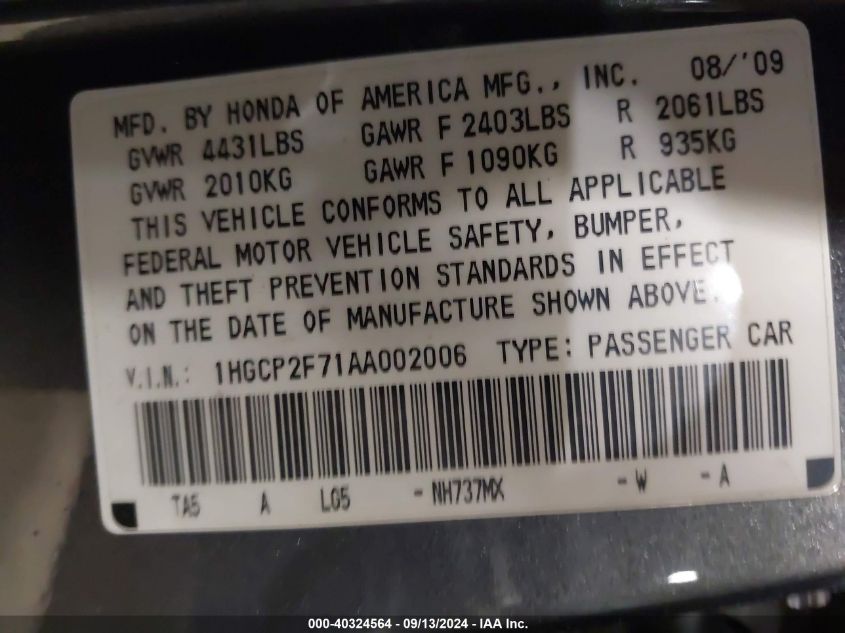 MFD. BY HONDA OF AMERICA MFG., INC. 08/'09
GVWR 4431LBS GAWR F 2403LBS R 2061LBS
GVWR 2010KG GAWR F 1090KG R 935KG
THIS VEHICLE CONFORMS TO ALL APPLICABLE
FEDERAL MOTOR VEHICLE SAFETY, BUMPER,
AND THEFT PREVENTION STANDARDS IN EFFECT
ON THE DATE OF MANUFACTURE SHOWN ABOVE.
V.I.N.: 1HGCP2F71AA002006 TYPE: PASSENGER CAR
TA5 A LG5 -NH737MX -W -A
000-40324564 - 09/13/2024 - IAA Inc.